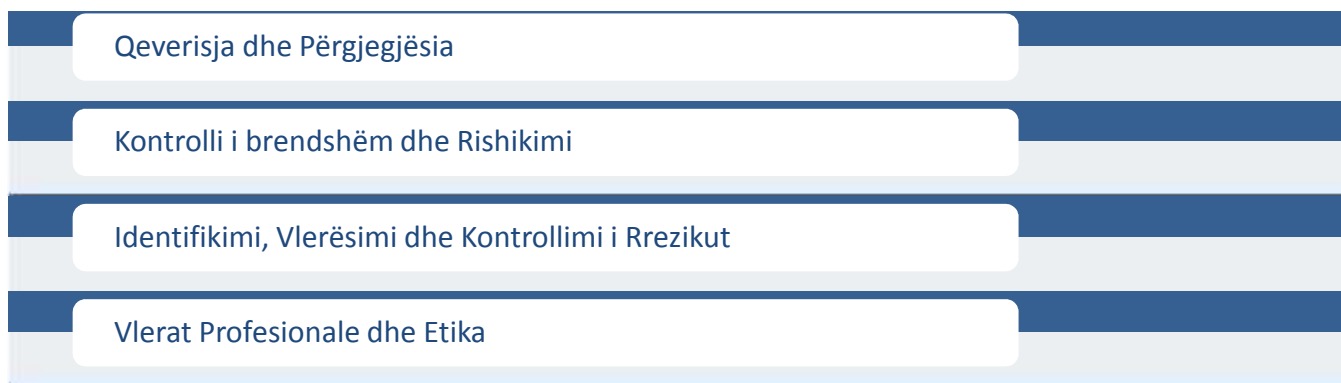 Qeverisja dhe Përgjegjësia
Kontrolli i brendshëm dhe Rishikimi
Identifikimi, Vlerësimi dhe Kontrollimi i Rrezikut
Vlerat Profesionale dhe Etika